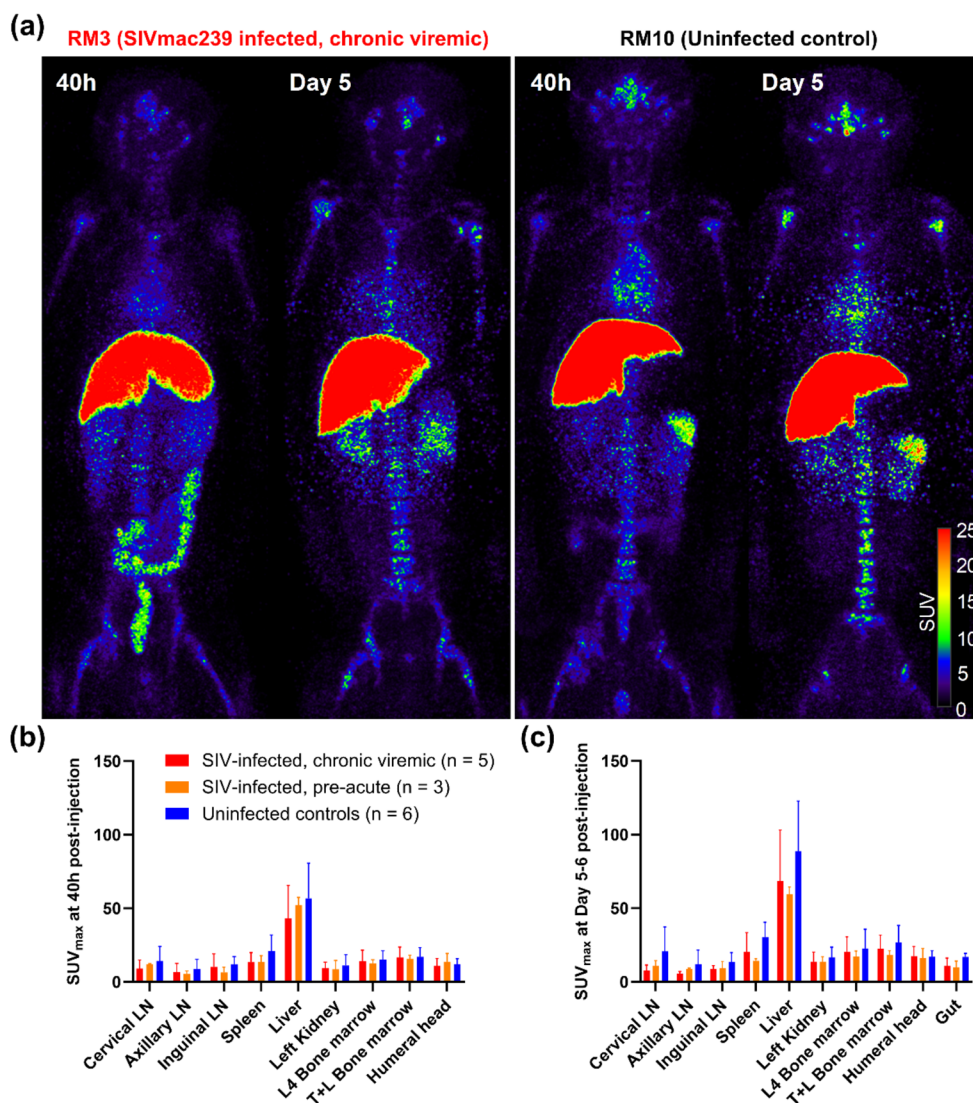 (a)
RM3 (SIVmac239 infected, chronic viremic)
RM10 (Uninfected control)
40h
Day 5
40h
Day 5
SUV
25
20
15
10
5
0
(b)
SUVmax at 40h post-injection
150
100
50
0
SIV-infected, chronic viremic (n = 5)
SIV-infected, pre-acute (n = 3)
Uninfected controls (n = 6)
Cervical LN
Axillary LN
Inguinal LN
Spleen
Liver
Left Kidney
L4 Bone marrow
T+L Bone marrow
Humeral head
(c)
SUVmax at Day 5-6 post-injection
150
100
50
0
Cervical LN
Axillary LN
Inguinal LN
Spleen
Liver
Left Kidney
L4 Bone marrow
T+L Bone marrow
Humeral head
Gut